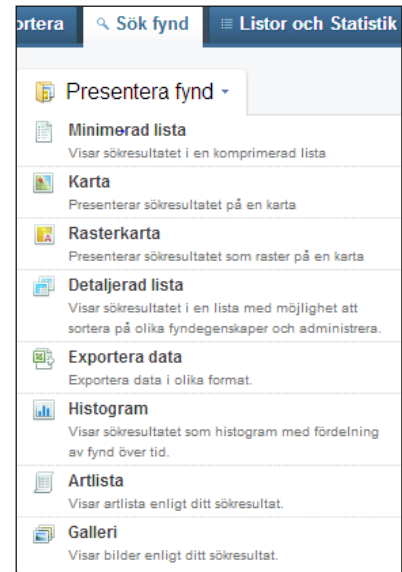 ortera Sök fynd Listor och Statistik
Presentera fynd
Minimerad lista
Visar sökresultatet i en komprimerad lista
Karta
Presenterar sökresultatet på en karta
Rasterkarta
Presenterar sökresultatet som raster på en karta
Detaljerad lista
Visar sökresultatet i en lista med möjlighet att
sortera på olika fyndegenskaper och administrera.
Exportera data
Exportera data i olika format.
Histogram
Visar sökresultatet som histogram med fördelning
av fynd över tid.
Artlista
Visar artlista enligt ditt sökresultat.
Galleri
Visar bilder enligt ditt sökresultat.